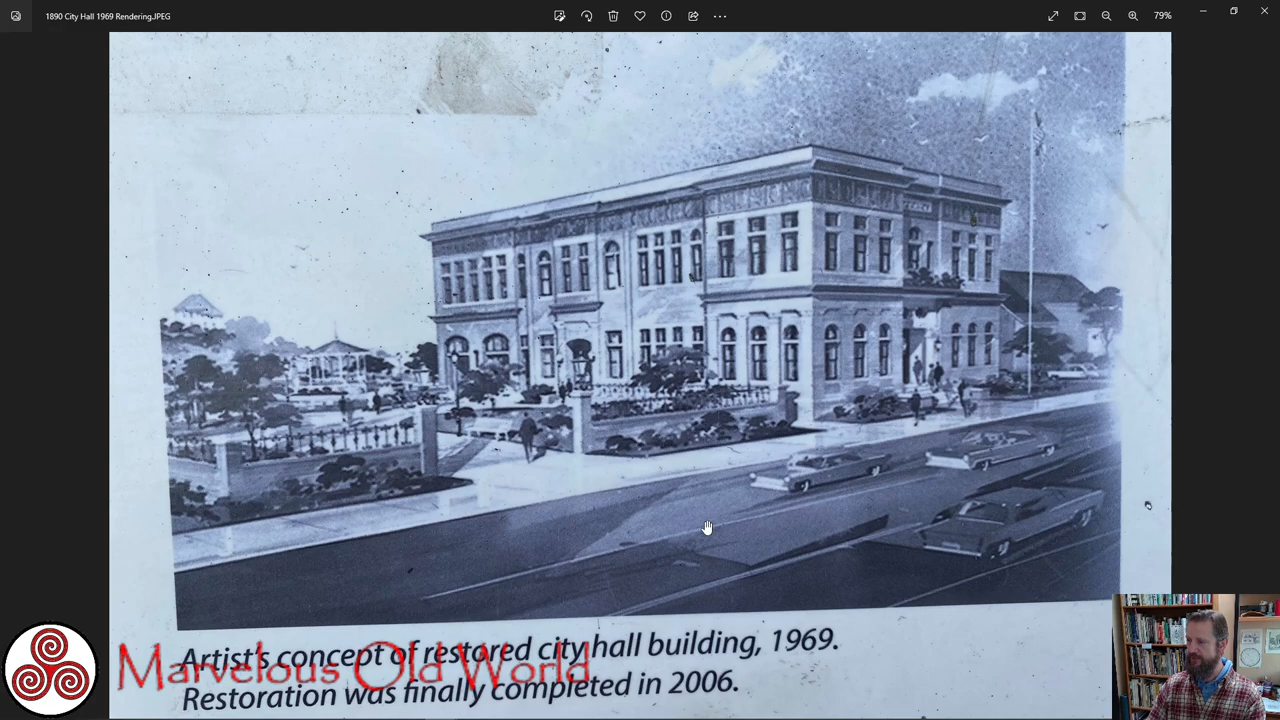 1890 City Hall 1969 Rendering.JPEG
79%
Artist's concept of restored city hall building, 1969.
Restoration was finally completed in 2006.
Marvelous Old World